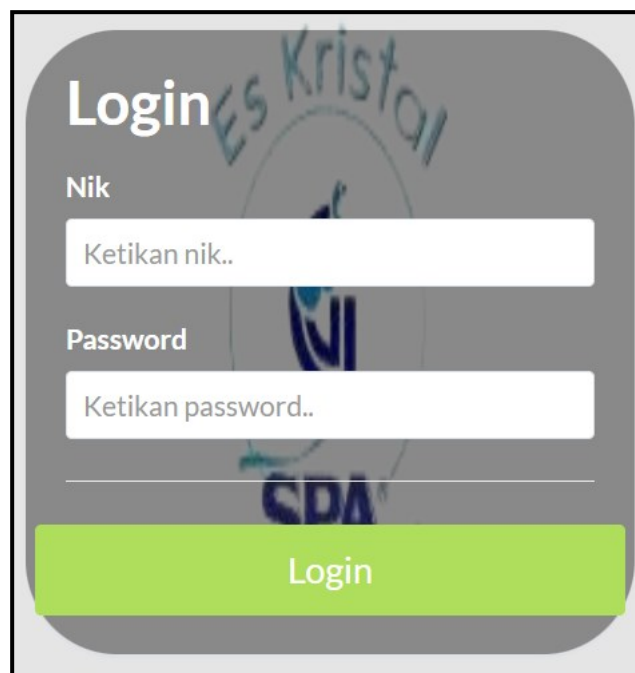 Es Kristal
Login
Nik
Ketikan nik..
Password
Ketikan password..
SPA
Login